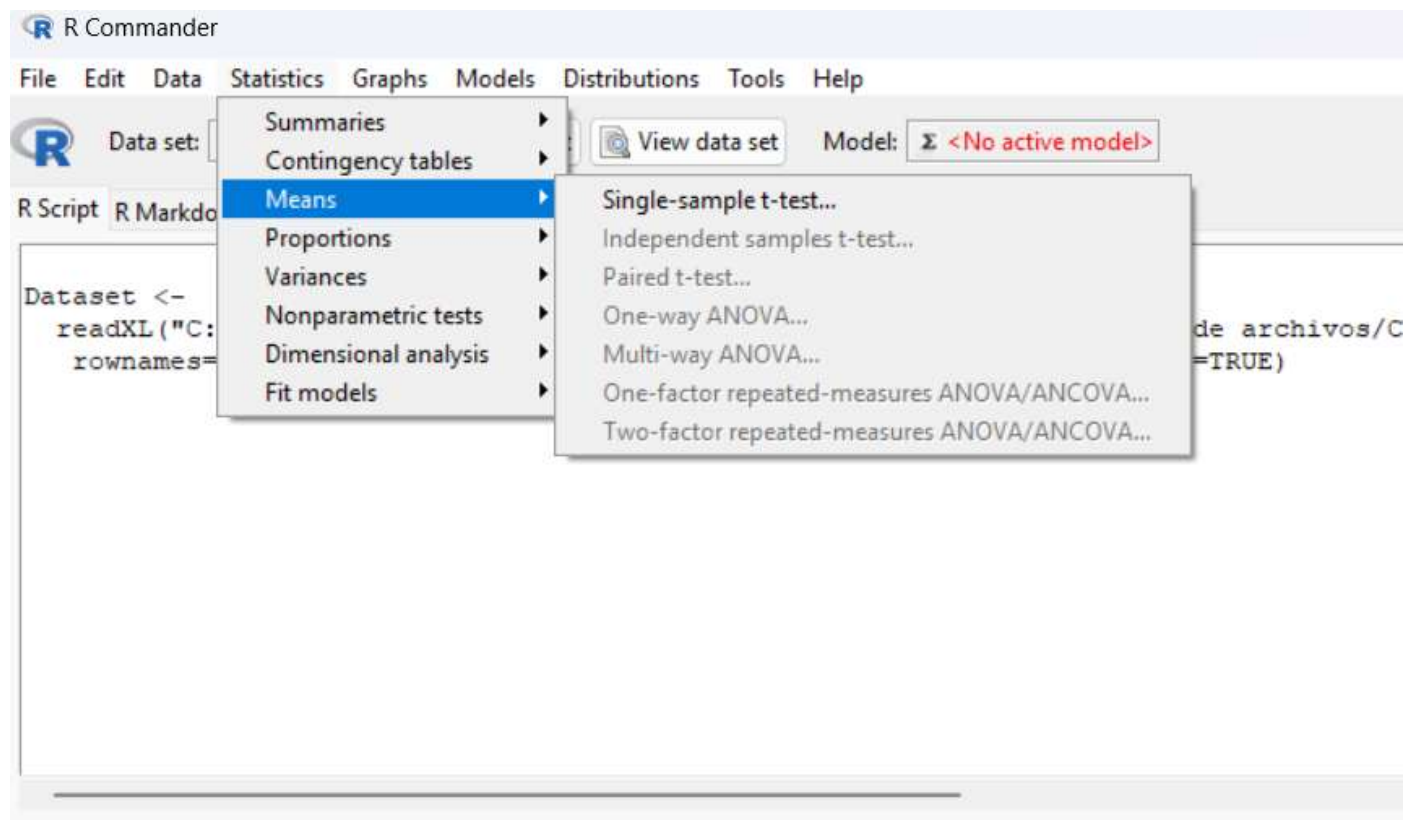 R Commander
File Edit Data Statistics Graphs Models Distributions Tools Help
Data set: View data set Model: Σ <No active model>
R Script R Markdo
Summaries
Contingency tables
Means
Proportions
Variances
Nonparametric tests
Dimensional analysis
Fit models
Single-sample t-test...
Independent samples t-test...
Paired t-test...
One-way ANOVA...
Multi-way ANOVA...
One-factor repeated-measures ANOVA/ANCOVA...
Two-factor repeated-measures ANOVA/ANCOVA...
Dataset <-
readXL("C: de archivos/C
rownames= =TRUE)